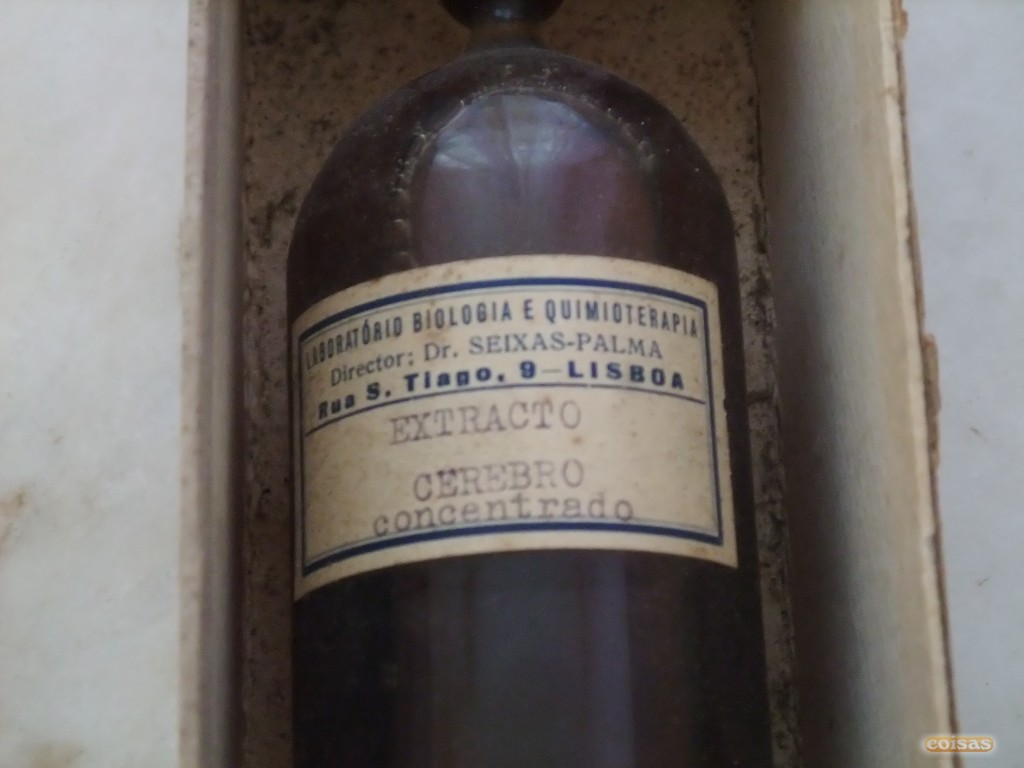 LABORATÓRIO BIOLOGIA E QUIMIOTERAPIA
Director: Dr. SEIXAS-PALMA
Rua S. Tiago, 9—LISBOA
EXTRACTO
CEREBRO
concentrado
coisas